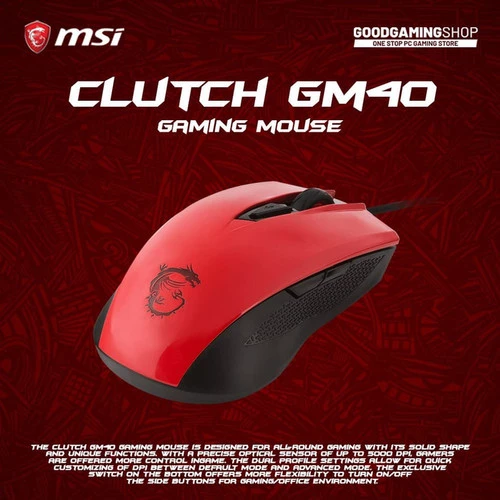 msi
GOODGAMINGSHOP
ONE STOP PC GAMING STORE
CLUTCH GM40
GAMING MOUSE
THE CLUTCH GM40 GAMING MOUSE IS DESIGNED FOR ALL-ROUND GAMING WITH ITS SOLID SHAPE
AND UNIQUE FUNCTIONS. WITH A PRECISE OPTICAL SENSOR OF UP TO 5000 DPI, GAMERS
ARE OFFERED MORE CONTROL INGAME. THE DUAL PROFILE SETTINGS ALLOW FOR QUICK
CUSTOMIZING OF DPI BETWEEN DEFAULT MODE AND ADVANCED MODE. THE EXCLUSIVE
SWITCH ON THE BOTTOM OFFERS MORE FLEXIBILITY TO TURN ON/OFF
THE SIDE BUTTONS FOR GAMING/OFFICE ENVIRONMENT.